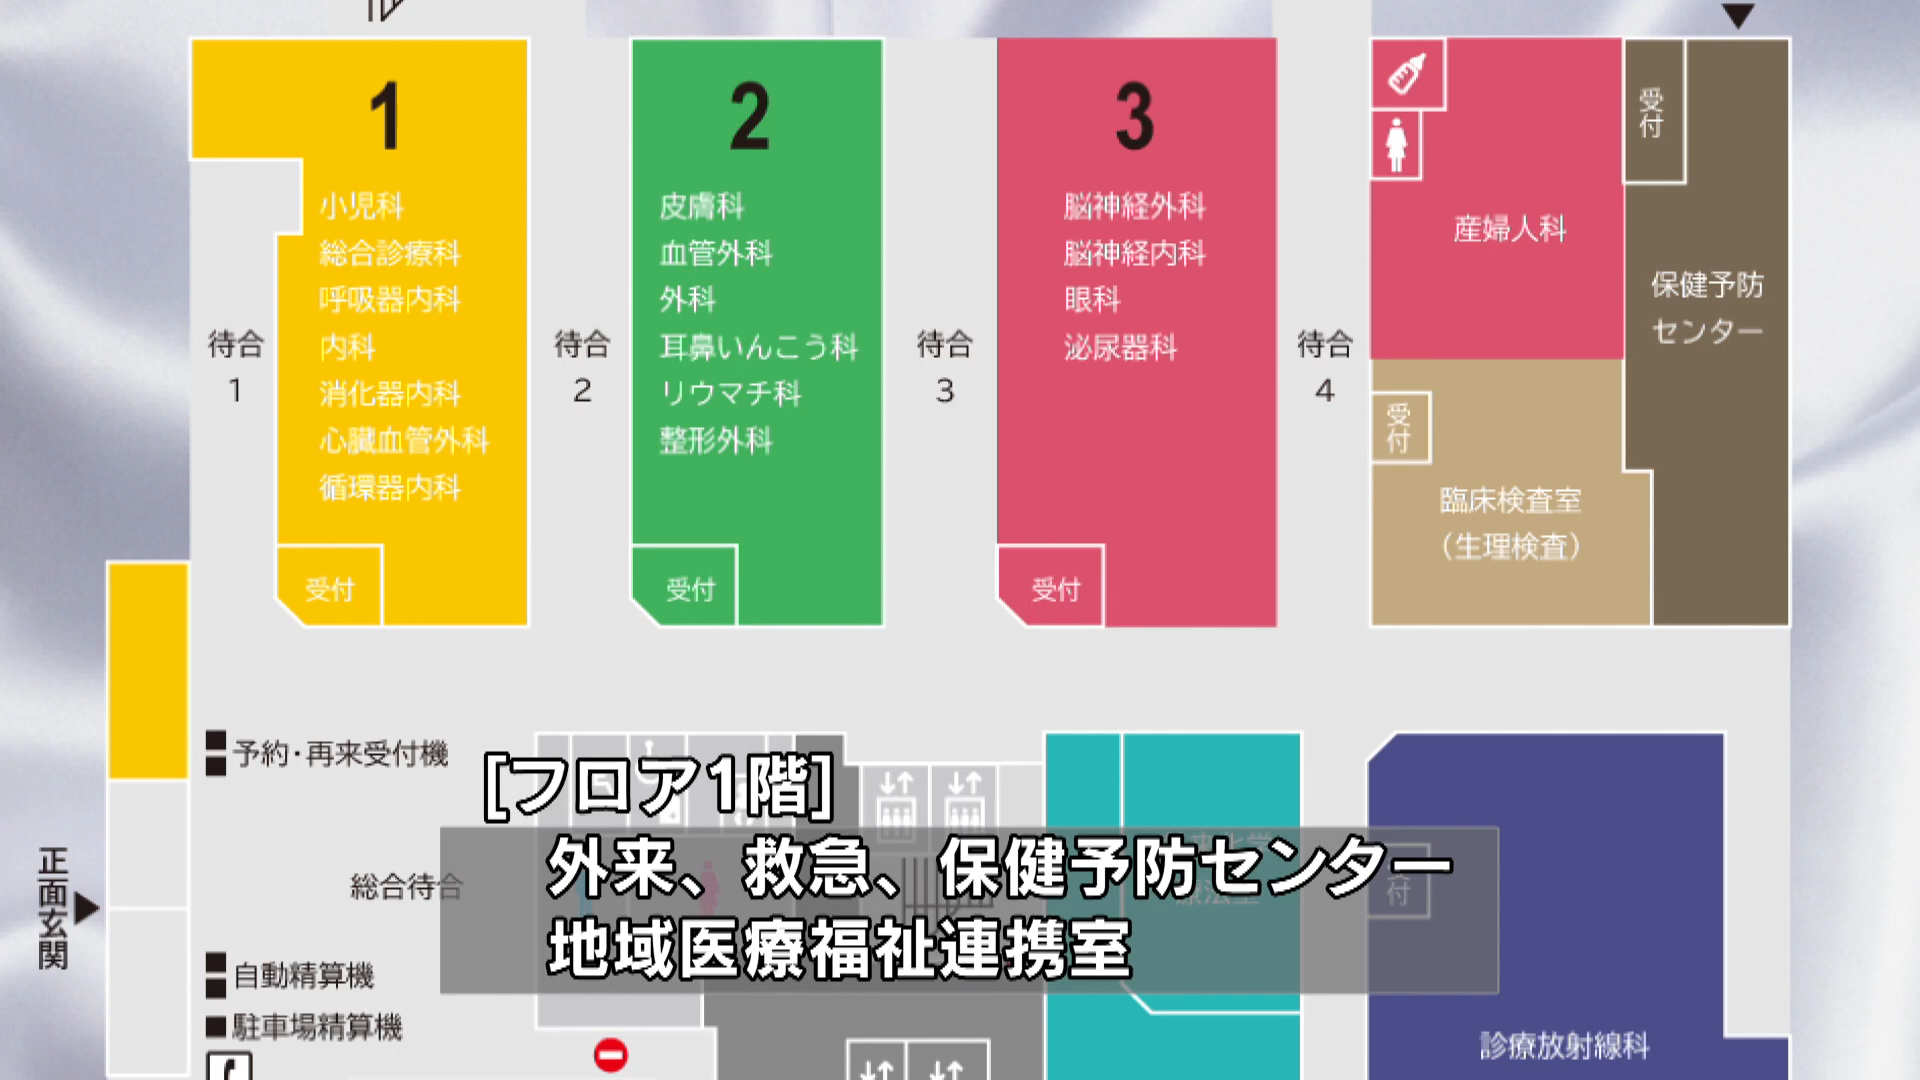 1
小児科
総合診療科
呼吸器内科
内科
消化器内科
心臓血管外科
循環器内科
受付
待合
1
2
皮膚科
血管外科
外科
耳鼻いんこう科
リウマチ科
整形外科
受付
待合
2
3
脳神経外科
脳神経内科
眼科
泌尿器科
受付
待合
3
待合
4
産婦人科
受付
保健予防
センター
受付
臨床検査室
（生理検査）
予約・再来受付機
総合待合
正面玄関
自動精算機
駐車場精算機
[フロア1階]
外来、救急、保健予防センター
地域医療福祉連携室
診療放射線科